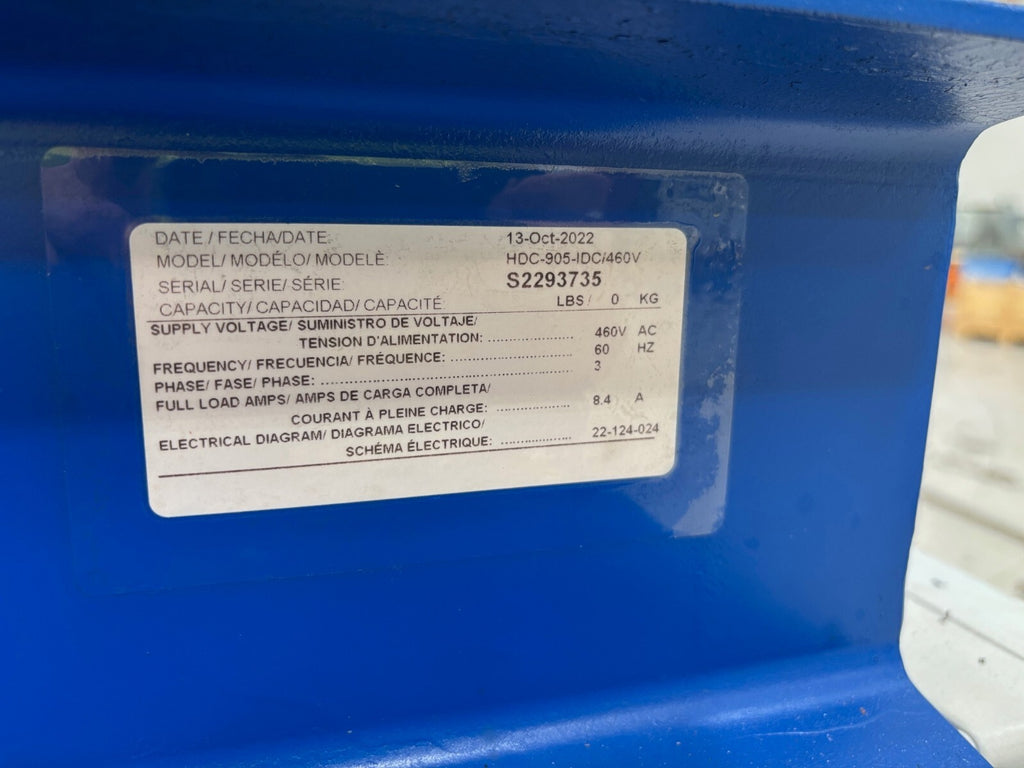 DATE / FECHA/DATE: 13-Oct-2022
MODEL/ MODÉLO/ MODELÈ: HDC-905-IDC/460V
SERIAL/ SERIE/ SÉRIE: S2293735
CAPACITY/ CAPACIDAD/ CAPACITÉ LBS / 0 KG
SUPPLY VOLTAGE/ SUMINISTRO DE VOLTAJE/
TENSION D'ALIMENTATION: ...................... 460V AC
FREQUENCY/ FRECUENCIA/ FRÉQUENCE: ............................... 60 HZ
PHASE/ FASE/ PHASE: ................................................................ 3
FULL LOAD AMPS/ AMPS DE CARGA COMPLETA/
COURANT À PLEINE CHARGE: ................... 8.4 A
ELECTRICAL DIAGRAM/ DIAGRAMA ELECTRICO/
SCHÉMA ÉLECTRIQUE: .................. 22-124-024